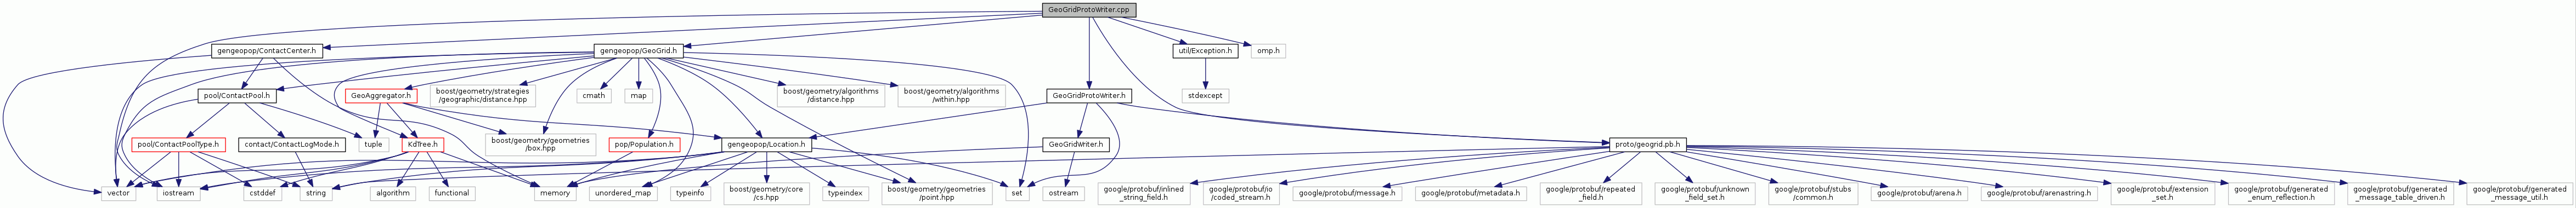 GeoGridProtoWriter.cpp
gengeopop/ContactCenter.h
gengeopop/GeoGrid.h
util/Exception.h
omp.h
pool/ContactPool.h
GeoAggregator.h
boost/geometry/strategies
/geographic/distance.hpp
cmath
map
boost/geometry/algorithms
/distance.hpp
boost/geometry/algorithms
/within.hpp
GeoGridProtoWriter.h
stdexcept
pool/ContactPoolType.h
contact/ContactLogMode.h
tuple
KdTree.h
boost/geometry/geometries
/box.hpp
pop/Population.h
gengeopop/Location.h
GeoGridWriter.h
proto/geogrid.pb.h
vector
iostream
cstddef
string
algorithm
functional
memory
unordered_map
typeinfo
boost/geometry/core
/cs.hpp
typeindex
boost/geometry/geometries
/point.hpp
set
ostream
google/protobuf/inlined
_string_field.h
google/protobuf/io
/coded_stream.h
google/protobuf/message.h
google/protobuf/metadata.h
google/protobuf/repeated
_field.h
google/protobuf/unknown
_field_set.h
google/protobuf/stubs
/common.h
google/protobuf/arena.h
google/protobuf/arenastring.h
google/protobuf/extension
_set.h
google/protobuf/generated
_enum_reflection.h
google/protobuf/generated
_message_table_driven.h
google/protobuf/generated
_message_util.h